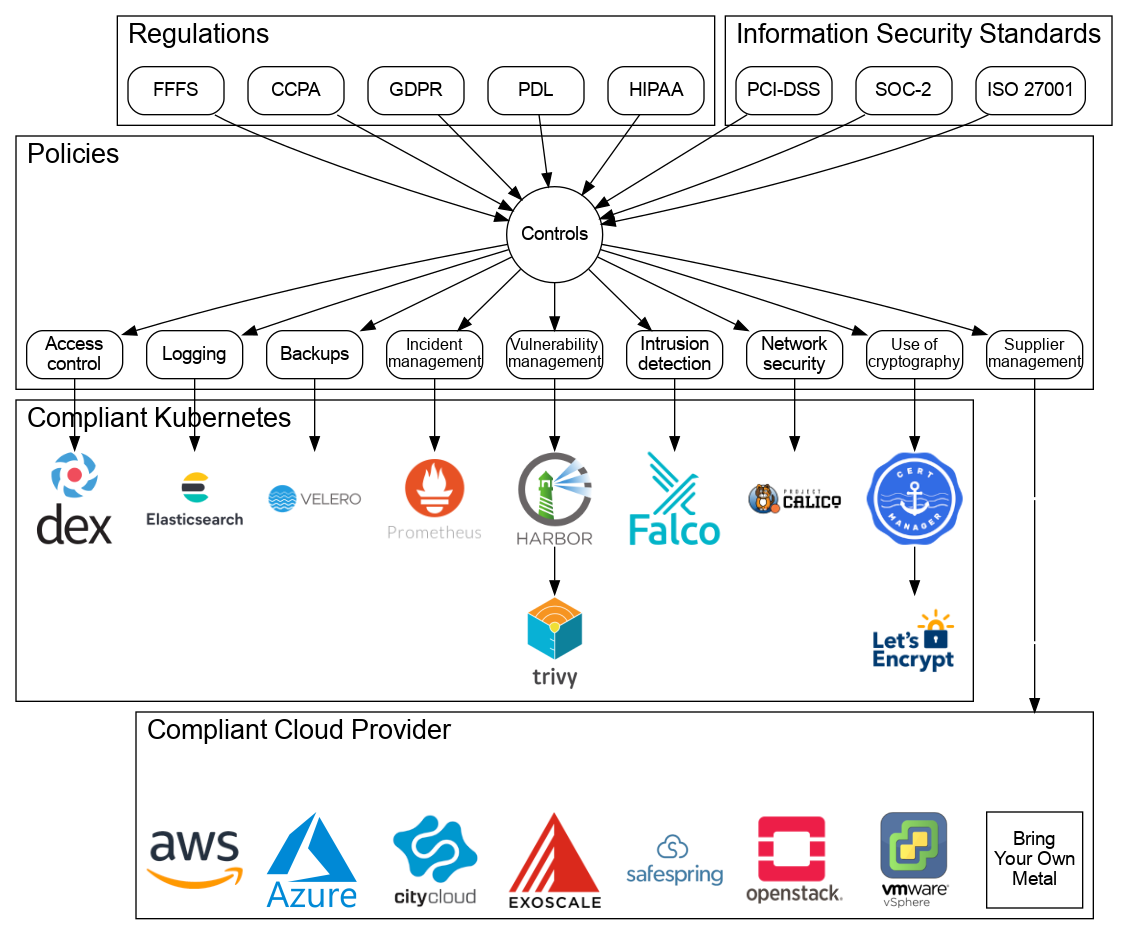 Regulations
Information Security Standards
FFFS
CCPA
GDPR
PDL
HIPAA
PCI-DSS
SOC-2
ISO 27001
Policies
Controls
Access
control
Logging
Backups
Incident
management
Vulnerability
management
Intrusion
detection
Network
security
Use of
cryptography
Supplier
management
Compliant Kubernetes
dex
Elasticsearch
VELERO
Prometheus
HARBOR
Falco
PROJECT
CALICO
CERT
MANAGER
trivy
Let's
Encrypt
Compliant Cloud Provider
aws
Azure
citycloud
EXOSCALE
safespring
openstack.
vmware®
vSphere
Bring
Your Own
Metal